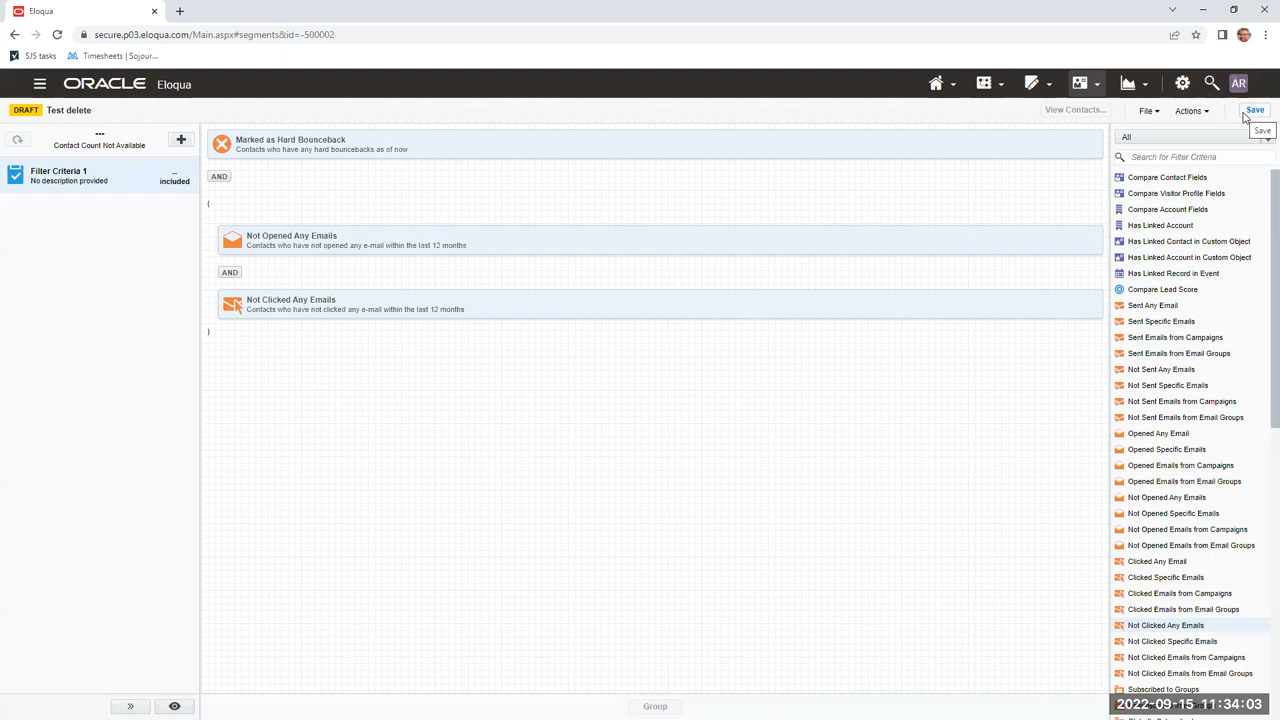 Eloqua
secure.p03.eloqua.com/Main.aspx#segments&id=-500002
SJS tasks
Timesheets | Sojour...
ORACLE Eloqua
AR
DRAFT Test delete
View Contacts...
File
Actions
Save
Save
---
Contact Count Not Available
Filter Criteria 1
No description provided
--
included
Marked as Hard Bounceback
Contacts who have any hard bouncebacks as of now
AND
(
Not Opened Any Emails
Contacts who have not opened any e-mail within the last 12 months
AND
Not Clicked Any Emails
Contacts who have not clicked any e-mail within the last 12 months
)
Group
All
Search for Filter Criteria
Compare Contact Fields
Compare Visitor Profile Fields
Compare Account Fields
Has Linked Account
Has Linked Contact in Custom Object
Has Linked Account in Custom Object
Has Linked Record in Event
Compare Lead Score
Sent Any Email
Sent Specific Emails
Sent Emails from Campaigns
Sent Emails from Email Groups
Not Sent Any Emails
Not Sent Specific Emails
Not Sent Emails from Campaigns
Not Sent Emails from Email Groups
Opened Any Email
Opened Specific Emails
Opened Emails from Campaigns
Opened Emails from Email Groups
Not Opened Any Emails
Not Opened Specific Emails
Not Opened Emails from Campaigns
Not Opened Emails from Email Groups
Clicked Any Email
Clicked Specific Emails
Clicked Emails from Campaigns
Clicked Emails from Email Groups
Not Clicked Any Emails
Not Clicked Specific Emails
Not Clicked Emails from Campaigns
Not Clicked Emails from Email Groups
Subscribed to Groups
2022-09-15 11:34:03